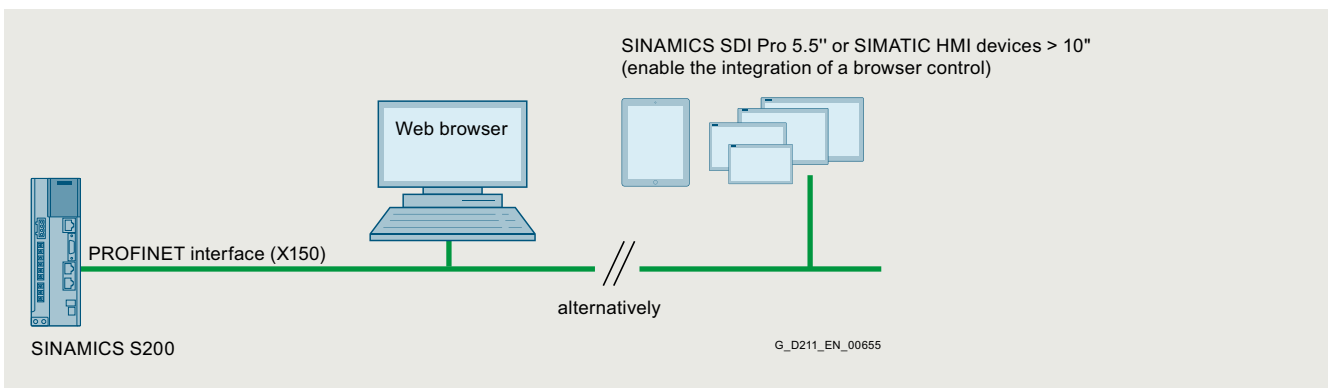 SINAMICS SDI Pro 5.5'' or SIMATIC HMI devices > 10"
(enable the integration of a browser control)
Web browser
PROFINET interface (X150)
alternatively
SINAMICS S200
G_D211_EN_00655